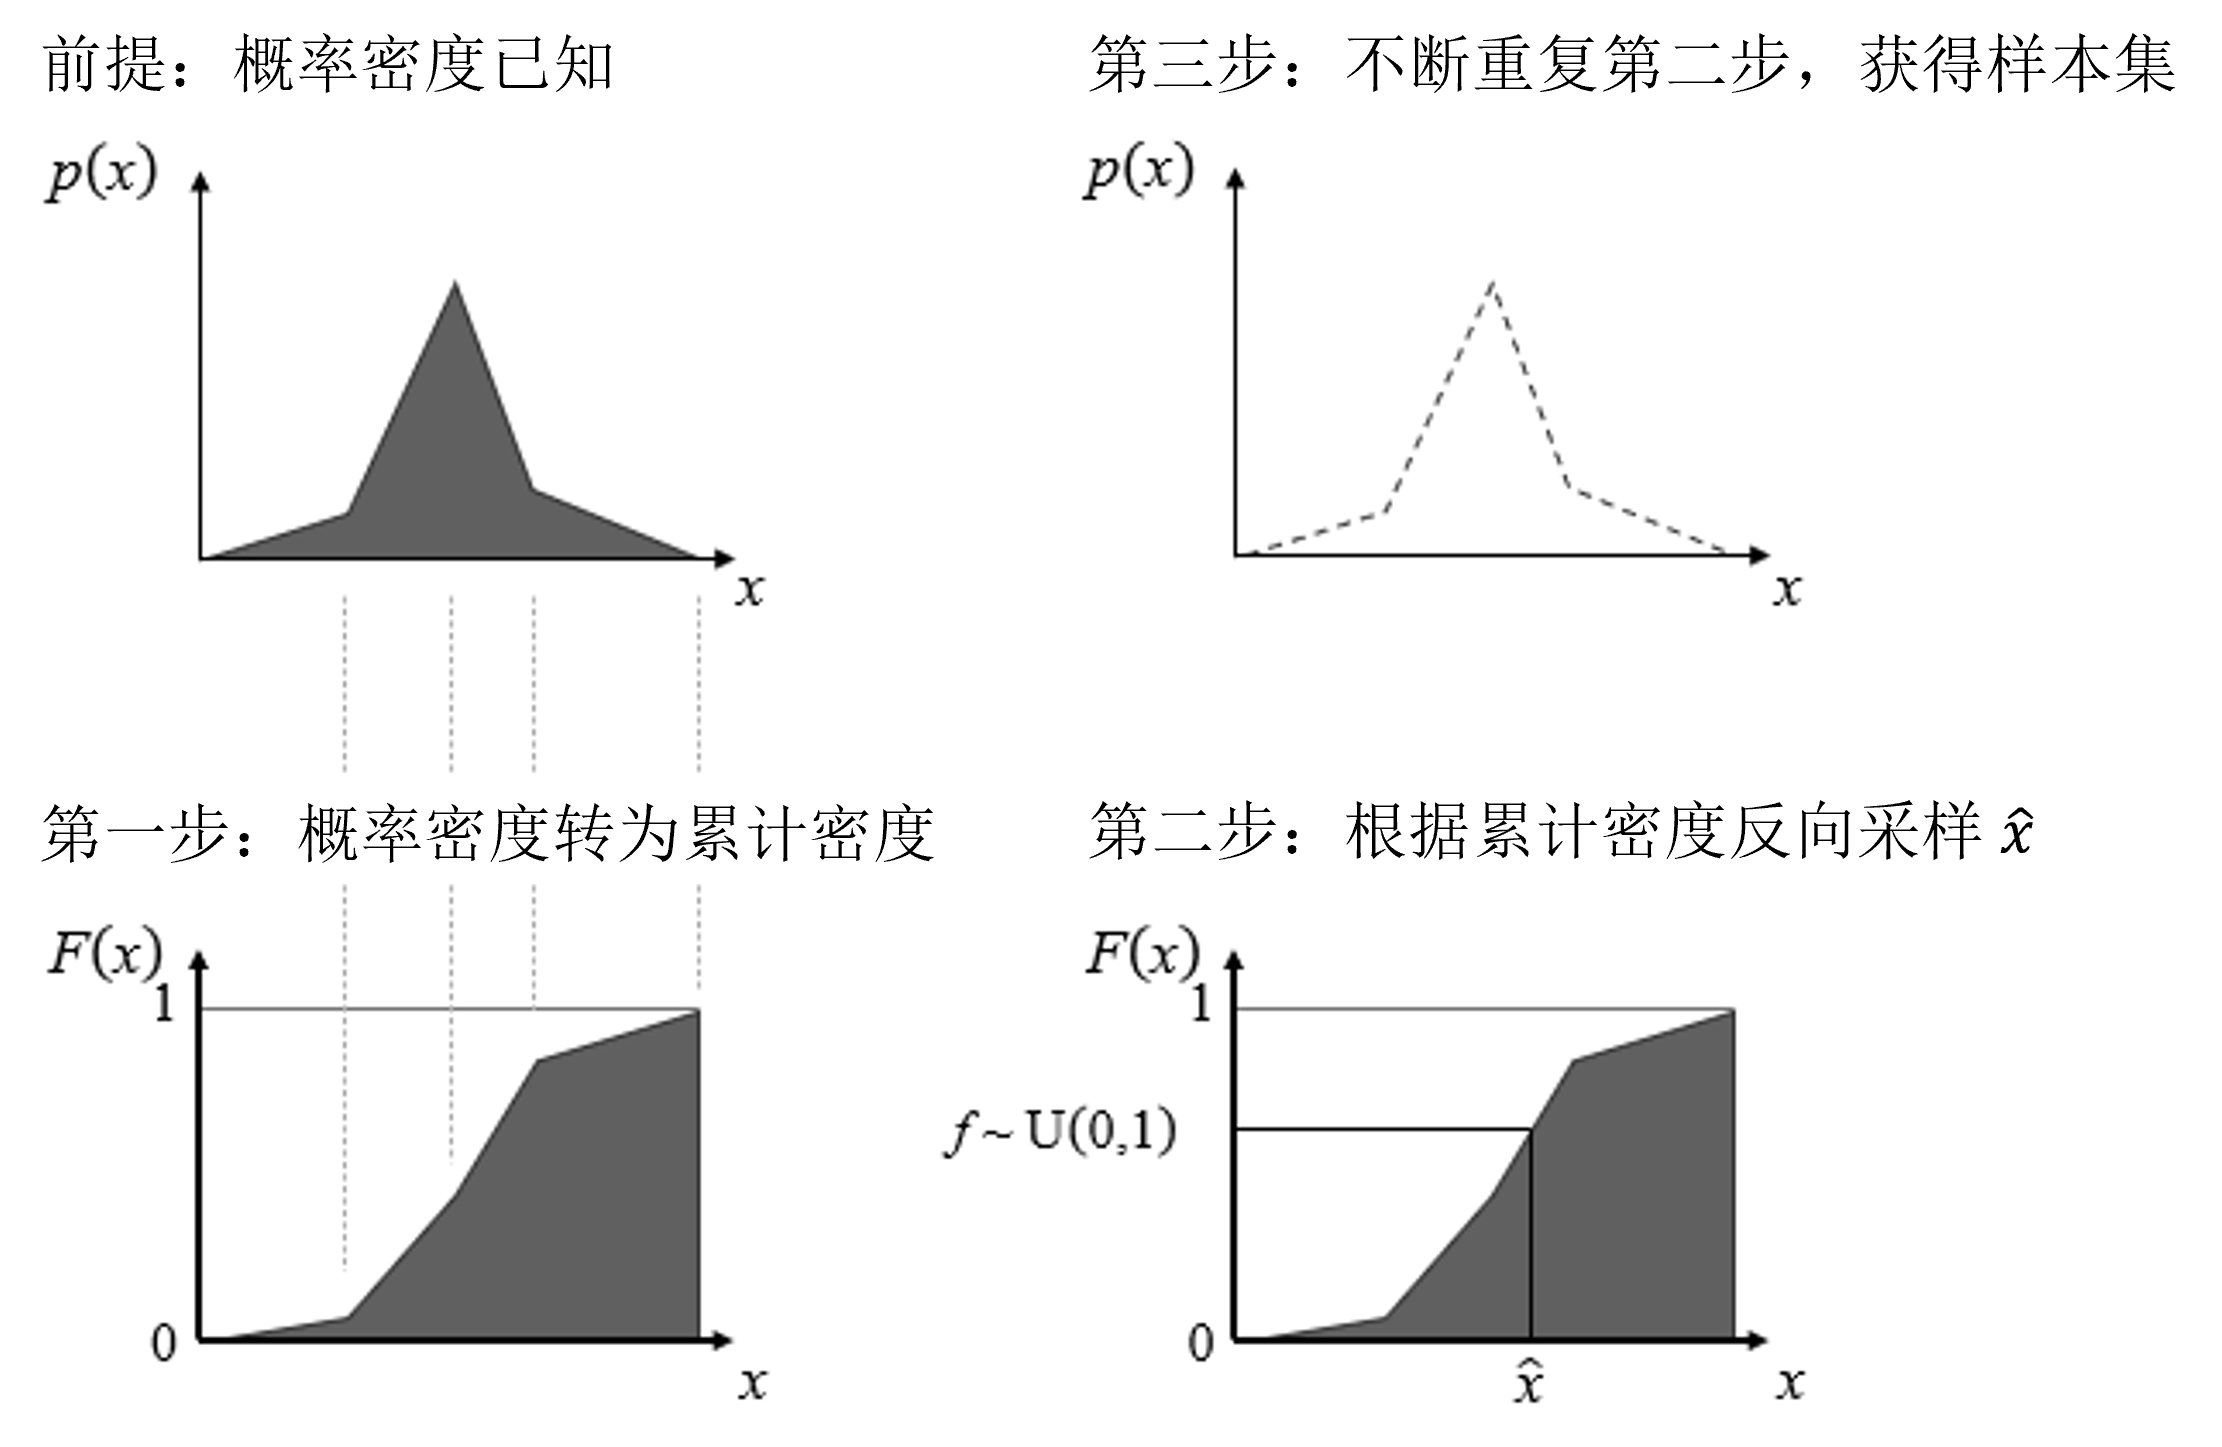 前提：概率密度已知
第三步：不断重复第二步，获得样本集
p(x)
p(x)
x
x
第一步：概率密度转为累计密度
第二步：根据累计密度反向采样 x̂
F(x)
1
0
x
F(x)
1
f ~ U(0,1)
0
x̂
x